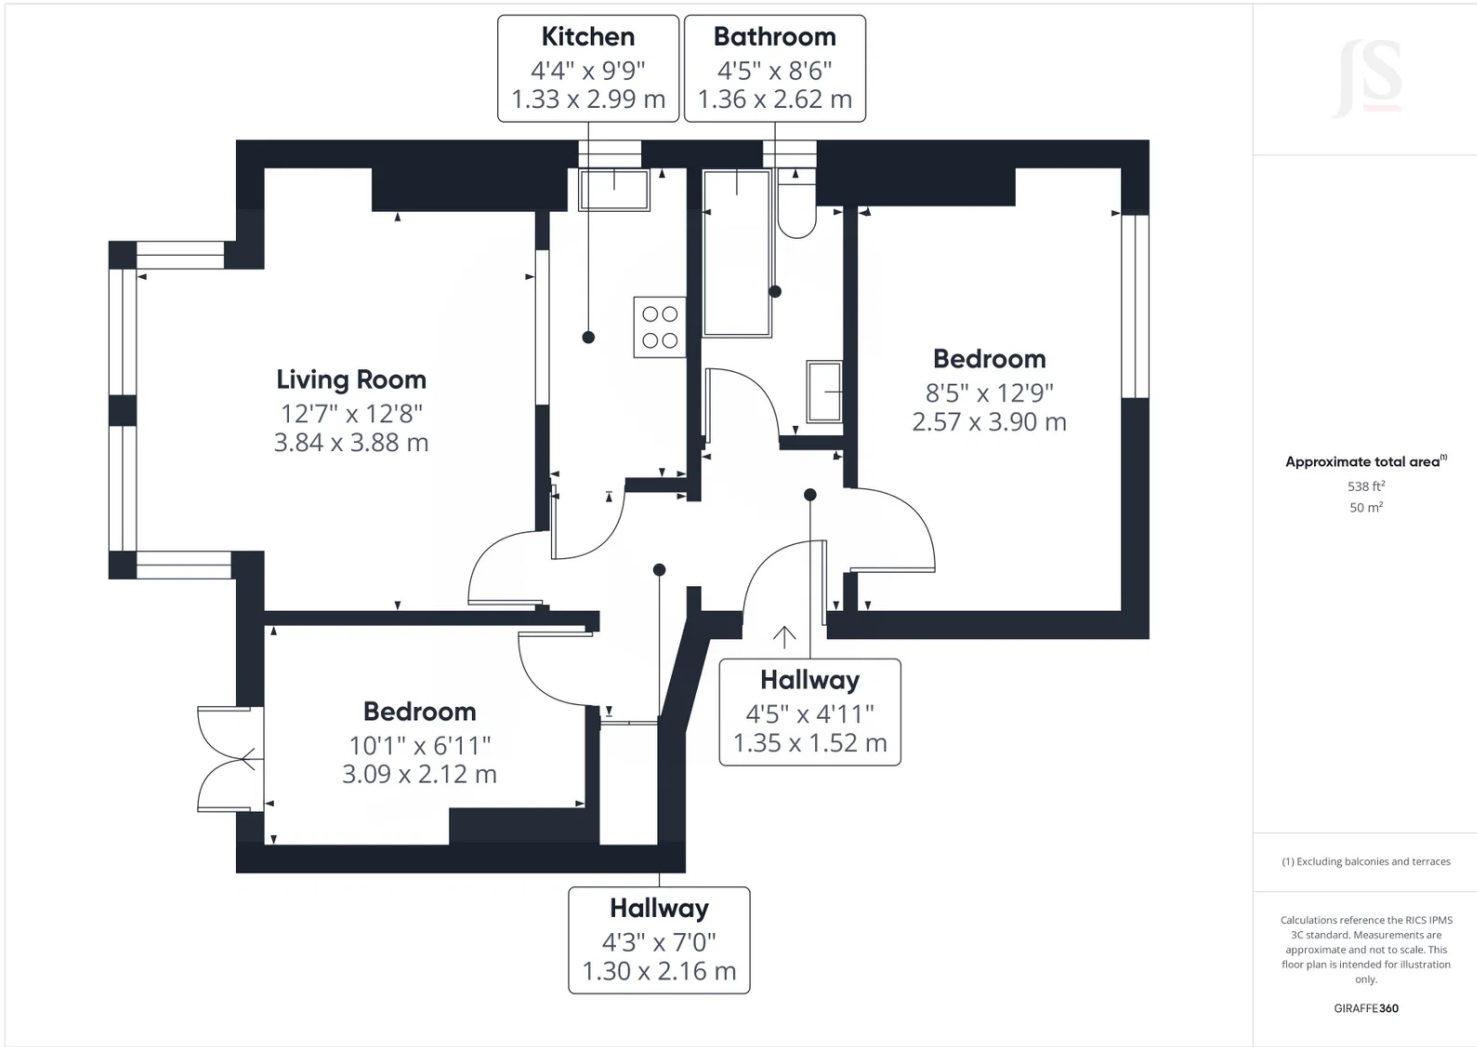 Kitchen
4'4" x 9'9"
1.33 x 2.99 m
Bathroom
4'5" x 8'6"
1.36 x 2.62 m
JS
Living Room
12'7" x 12'8"
3.84 x 3.88 m
Bedroom
8'5" x 12'9"
2.57 x 3.90 m
Bedroom
10'1" x 6'11"
3.09 x 2.12 m
Hallway
4'5" x 4'11"
1.35 x 1.52 m
Hallway
4'3" x 7'0"
1.30 x 2.16 m
Approximate total area⁽¹⁾
538 ft²
50 m²
(1) Excluding balconies and terraces
Calculations reference the RICS IPMS
3C standard. Measurements are
approximate and not to scale. This
floor plan is intended for illustration
only.
GIRAFFE360